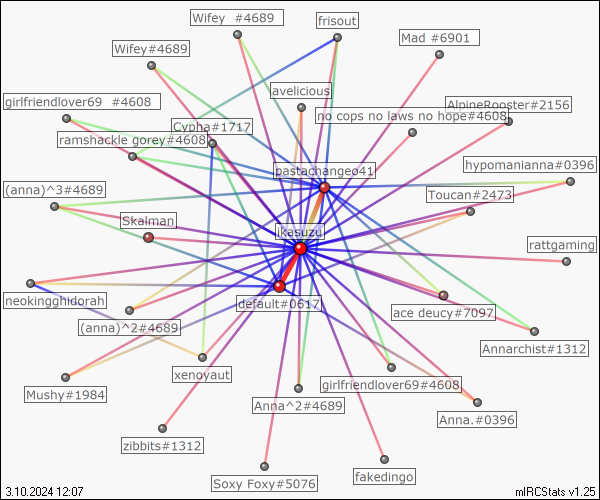 Wifey  #4689
frisout
Mad #6901
Wifey#4689
avelicious
girlfriendlover69  #4608
AlpineRooster#2156
no cops no laws no hope#4608
Cypha#1717
ramshackle gorey#4608
pastachangeo41
hypomanianna#0396
(anna)^3#4689
Toucan#2473
Skalman
ikasuzu
rattgaming
neokingghidorah
default#0617
ace deucy#7097
(anna)^2#4689
Annarchist#1312
xenoyaut
girlfriendlover69#4608
Mushy#1984
Anna^2#4689
Anna.#0396
zibbits#1312
Soxy Foxy#5076
fakedingo
3.10.2024 12:07
mIRCStats v1.25